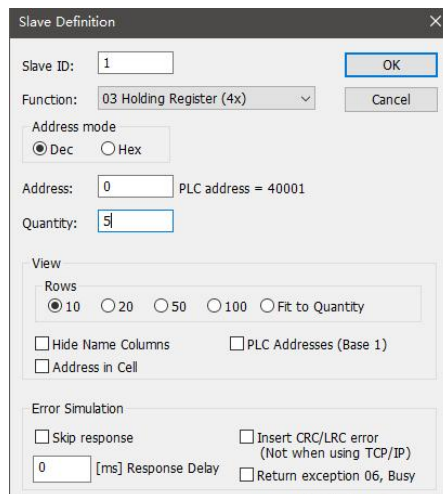 Slave Definition
Slave ID: 1 OK
Function: 03 Holding Register (4x) Cancel
Address mode
Dec Hex
Address: 0 PLC address = 40001
Quantity: 5
View
Rows
10 20 50 100 Fit to Quantity
Hide Name Columns PLC Addresses (Base 1)
Address in Cell
Error Simulation
Skip response Insert CRC/LRC error
(Not when using TCP/IP)
0 [ms] Response Delay Return exception 06, Busy